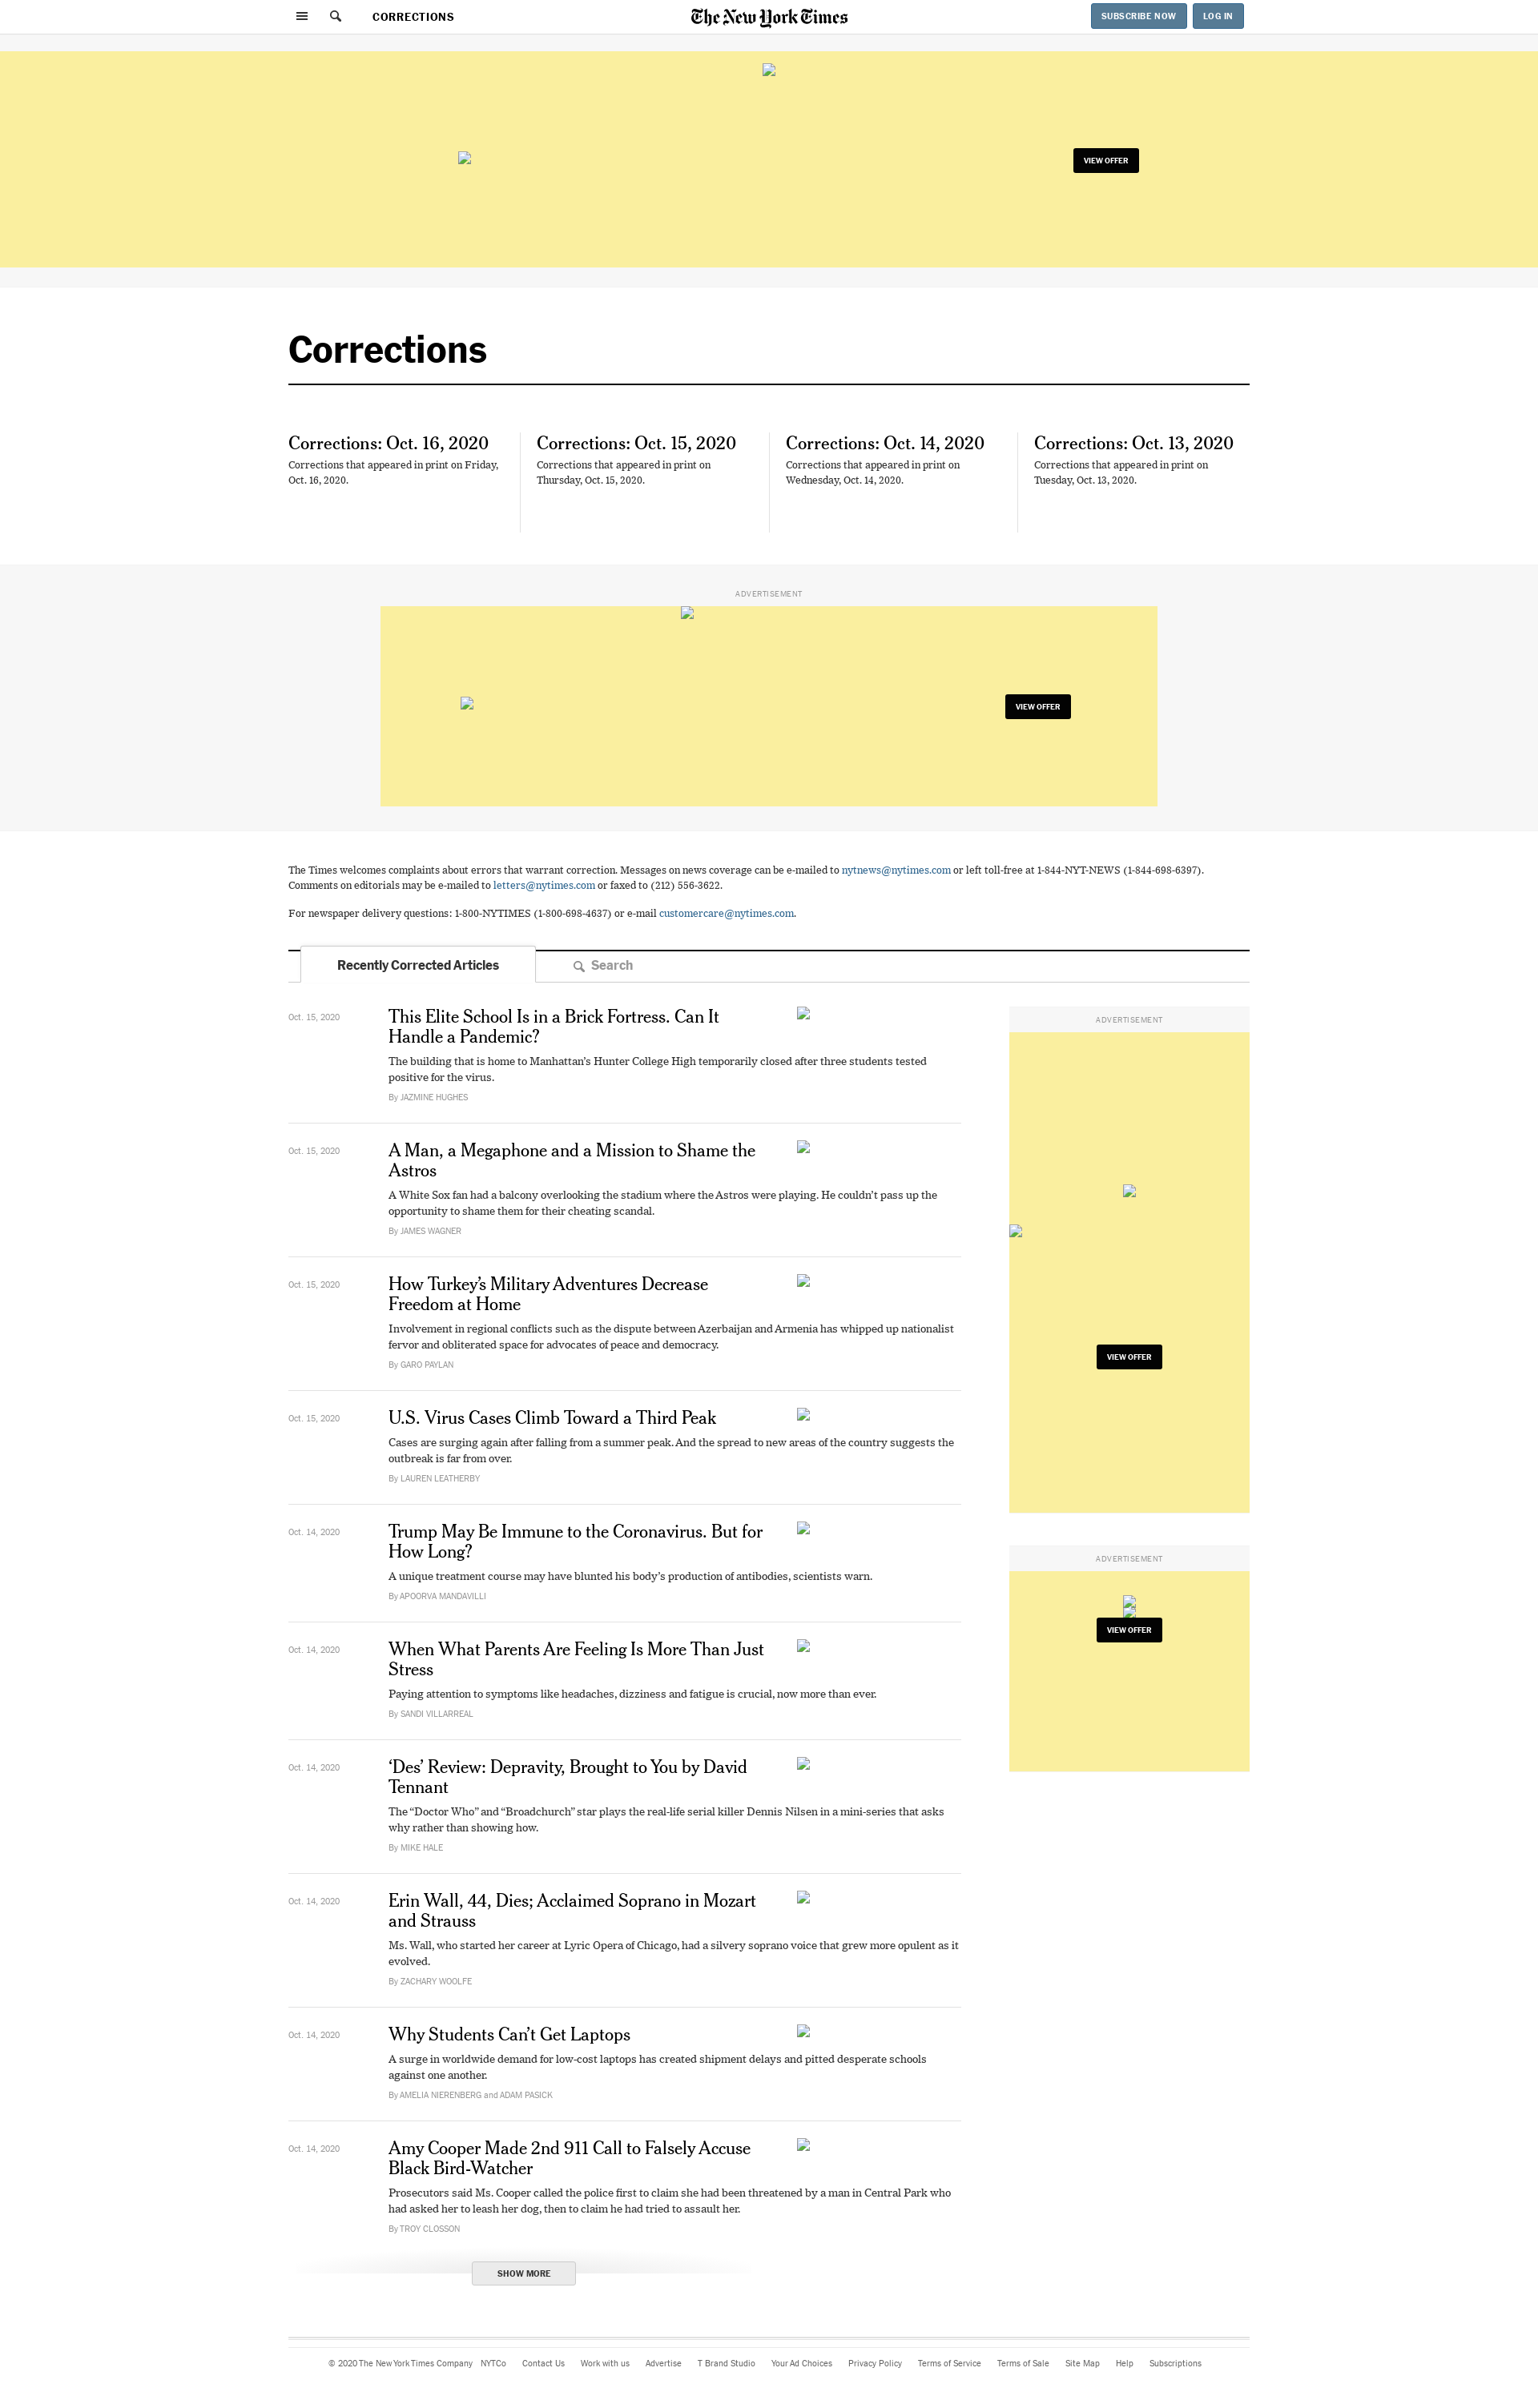 CORRECTIONS
The New York Times
SUBSCRIBE NOW
LOG IN
VIEW OFFER
Corrections
Corrections: Oct. 16, 2020
Corrections that appeared in print on Friday,
Oct. 16, 2020.
Corrections: Oct. 15, 2020
Corrections that appeared in print on
Thursday, Oct. 15, 2020.
Corrections: Oct. 14, 2020
Corrections that appeared in print on
Wednesday, Oct. 14, 2020.
Corrections: Oct. 13, 2020
Corrections that appeared in print on
Tuesday, Oct. 13, 2020.
ADVERTISEMENT
VIEW OFFER
The Times welcomes complaints about errors that warrant correction. Messages on news coverage can be e-mailed to nytnews@nytimes.com or left toll-free at 1-844-NYT-NEWS (1-844-698-6397).
Comments on editorials may be e-mailed to letters@nytimes.com or faxed to (212) 556-3622.
For newspaper delivery questions: 1-800-NYTIMES (1-800-698-4637) or e-mail customercare@nytimes.com.
Recently Corrected Articles
Search
Oct. 15, 2020
This Elite School Is in a Brick Fortress. Can It
Handle a Pandemic?
The building that is home to Manhattan's Hunter College High temporarily closed after three students tested
positive for the virus.
By JAZMINE HUGHES
Oct. 15, 2020
A Man, a Megaphone and a Mission to Shame the
Astros
A White Sox fan had a balcony overlooking the stadium where the Astros were playing. He couldn't pass up the
opportunity to shame them for their cheating scandal.
By JAMES WAGNER
Oct. 15, 2020
How Turkey's Military Adventures Decrease
Freedom at Home
Involvement in regional conflicts such as the dispute between Azerbaijan and Armenia has whipped up nationalist
fervor and obliterated space for advocates of peace and democracy.
By GARO PAYLAN
Oct. 15, 2020
U.S. Virus Cases Climb Toward a Third Peak
Cases are surging again after falling from a summer peak. And the spread to new areas of the country suggests the
outbreak is far from over.
By LAUREN LEATHERBY
Oct. 14, 2020
Trump May Be Immune to the Coronavirus. But for
How Long?
A unique treatment course may have blunted his body's production of antibodies, scientists warn.
By APOORVA MANDAVILLI
Oct. 14, 2020
When What Parents Are Feeling Is More Than Just
Stress
Paying attention to symptoms like headaches, dizziness and fatigue is crucial, now more than ever.
By SANDI VILLARREAL
Oct. 14, 2020
‘Des’ Review: Depravity, Brought to You by David
Tennant
The “Doctor Who” and “Broadchurch” star plays the real-life serial killer Dennis Nilsen in a mini-series that asks
why rather than showing how.
By MIKE HALE
Oct. 14, 2020
Erin Wall, 44, Dies; Acclaimed Soprano in Mozart
and Strauss
Ms. Wall, who started her career at Lyric Opera of Chicago, had a silvery soprano voice that grew more opulent as it
evolved.
By ZACHARY WOOLFE
Oct. 14, 2020
Why Students Can't Get Laptops
A surge in worldwide demand for low-cost laptops has created shipment delays and pitted desperate schools
against one another.
By AMELIA NIERENBERG and ADAM PASICK
Oct. 14, 2020
Amy Cooper Made 2nd 911 Call to Falsely Accuse
Black Bird-Watcher
Prosecutors said Ms. Cooper called the police first to claim she had been threatened by a man in Central Park who
had asked her to leash her dog, then to claim he had tried to assault her.
By TROY CLOSSON
SHOW MORE
ADVERTISEMENT
VIEW OFFER
ADVERTISEMENT
VIEW OFFER
© 2020 The New York Times Company NYTCo Contact Us Work with us Advertise T Brand Studio Your Ad Choices Privacy Policy Terms of Service Terms of Sale Site Map Help Subscriptions